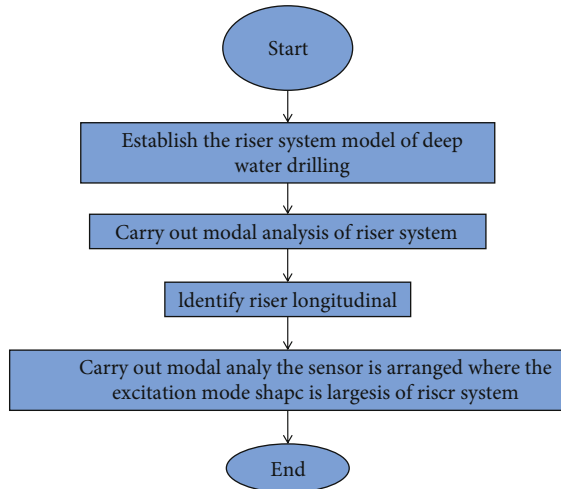 Start
Establish the riser system model of deep
water drilling
Carry out modal analysis of riser system
Identify riser longitudinal
Carry out modal analy the sensor is arranged where the
excitation mode shapc is largesis of riscr system
End